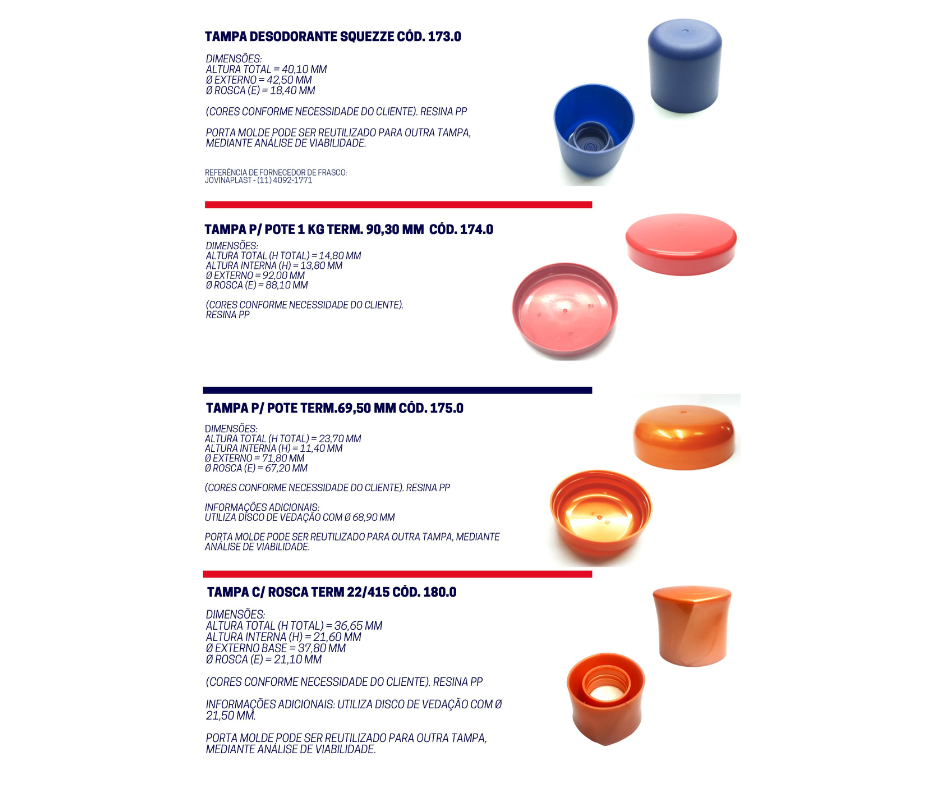 TAMPA DESODORANTE SQUEZZE CÓD. 173.0
DIMENSÕES:
ALTURA TOTAL = 40,10 MM
Ø EXTERNO = 42,50 MM
Ø ROSCA (E) = 18,40 MM
(CORES CONFORME NECESSIDADE DO CLIENTE). RESINA PP
PORTA MOLDE PODE SER REUTILIZADO PARA OUTRA TAMPA,
MEDIANTE ANÁLISE DE VIABILIDADE.
REFERÊNCIA DE FORNECEDOR DE FRASCO:
JOVINAPLAST - (11) 4092-1771
TAMPA P/ POTE 1 KG TERM. 90,30 MM CÓD. 174.0
DIMENSÕES:
ALTURA TOTAL (H TOTAL) = 14,80 MM
ALTURA INTERNA (H) = 13,80 MM
Ø EXTERNO = 92,00 MM
Ø ROSCA (E) = 88,10 MM
(CORES CONFORME NECESSIDADE DO CLIENTE).
RESINA PP
TAMPA P/ POTE TERM.69,50 MM CÓD. 175.0
DIMENSÕES:
ALTURA TOTAL (H TOTAL) = 23,70 MM
ALTURA INTERNA (H) = 11,40 MM
Ø EXTERNO = 71,80 MM
Ø ROSCA (E) = 67,20 MM
(CORES CONFORME NECESSIDADE DO CLIENTE). RESINA PP
INFORMAÇÕES ADICIONAIS:
UTILIZA DISCO DE VEDAÇÃO COM Ø 68,90 MM
PORTA MOLDE PODE SER REUTILIZADO PARA OUTRA TAMPA, MEDIANTE
ANÁLISE DE VIABILIDADE.
TAMPA C/ ROSCA TERM 22/415 CÓD. 180.0
DIMENSÕES:
ALTURA TOTAL (H TOTAL) = 36,65 MM
ALTURA INTERNA (H) = 21,60 MM
Ø EXTERNO BASE = 37,80 MM
Ø ROSCA (E) = 21,10 MM
(CORES CONFORME NECESSIDADE DO CLIENTE). RESINA PP
INFORMAÇÕES ADICIONAIS: UTILIZA DISCO DE VEDAÇÃO COM Ø
21,50 MM.
PORTA MOLDE PODE SER REUTILIZADO PARA OUTRA TAMPA,
MEDIANTE ANÁLISE DE VIABILIDADE.